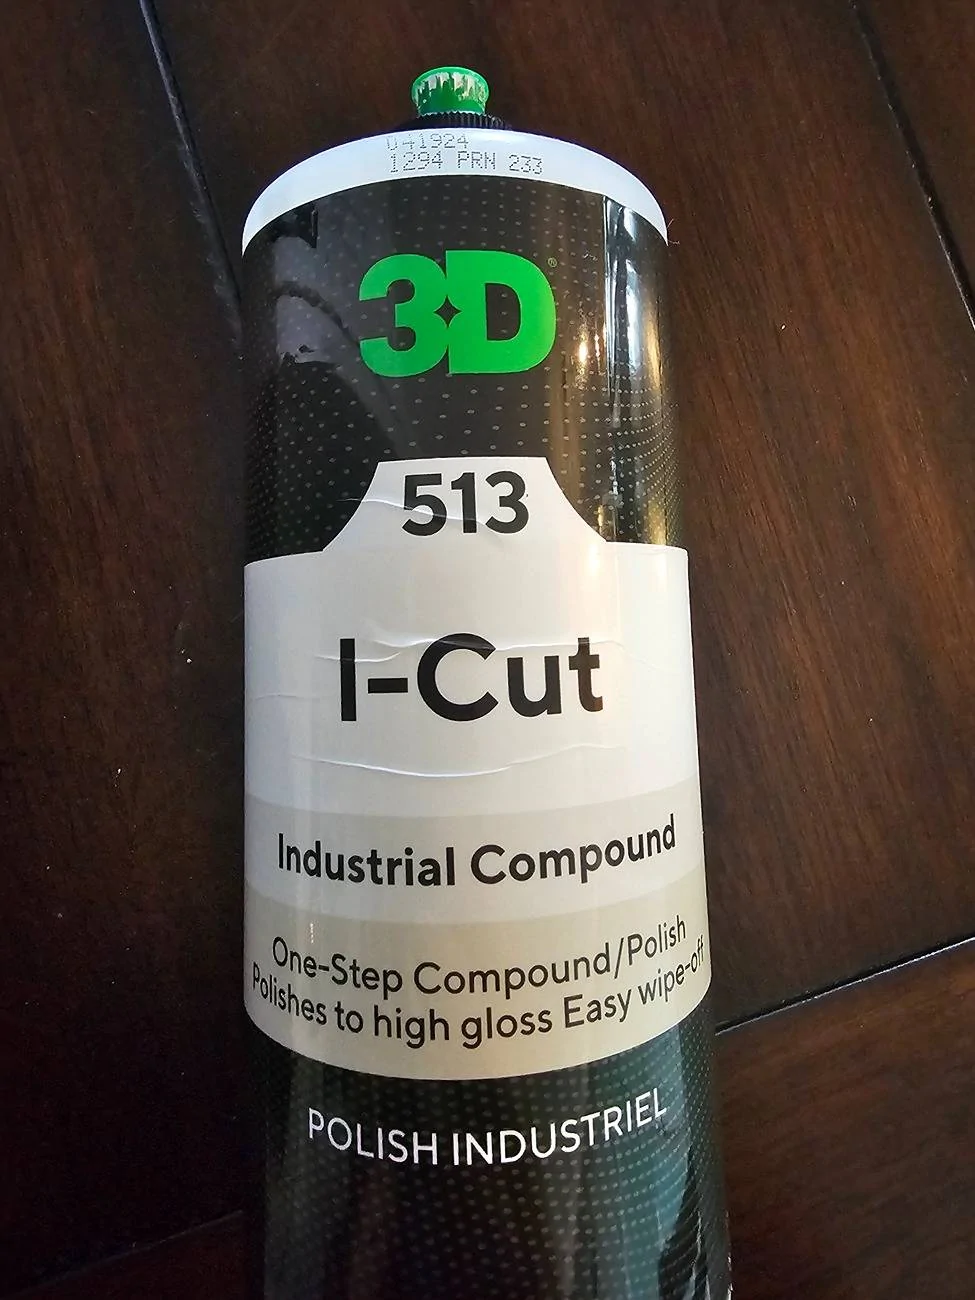 041924
1294 PRN 233
3D®
513
I-Cut
Industrial Compound
One-Step Compound/Polish
Polishes to high gloss Easy wipe-off
POLISH INDUSTRIEL